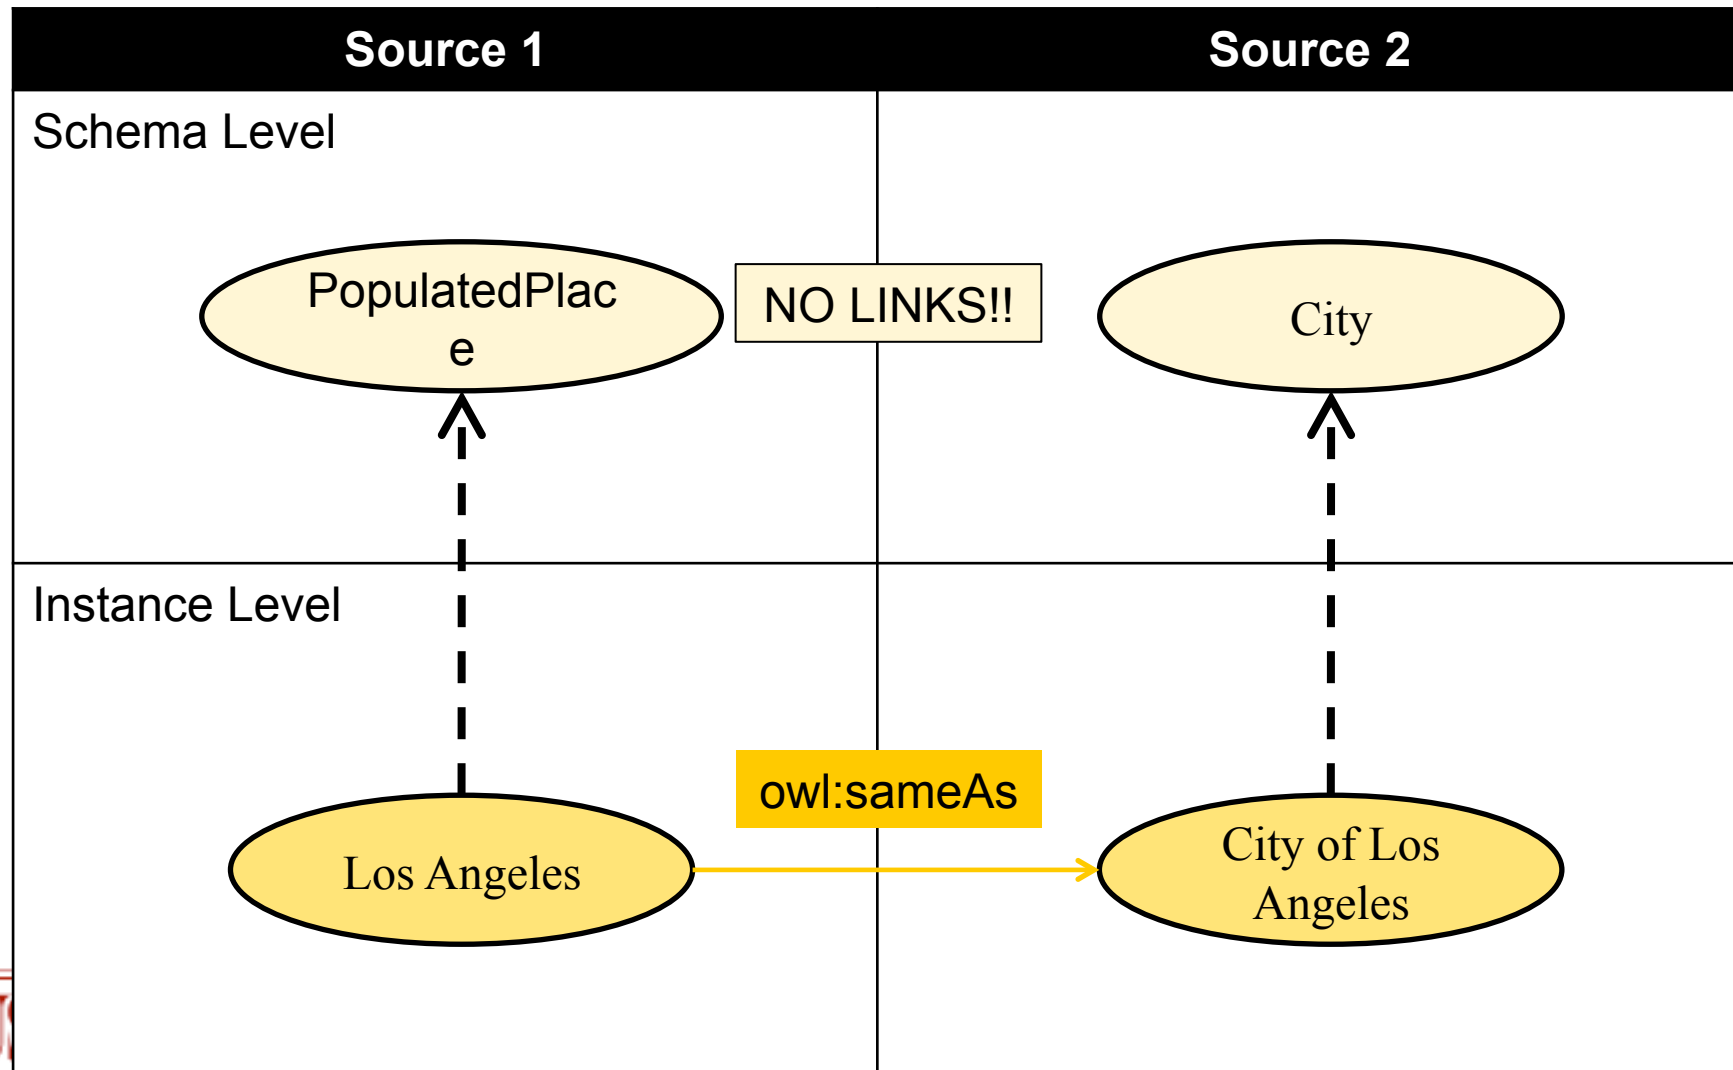 Source 1
Source 2
Schema Level
PopulatedPlac
e
NO LINKS!!
City
Instance Level
owl:sameAs
Los Angeles
City of Los
Angeles